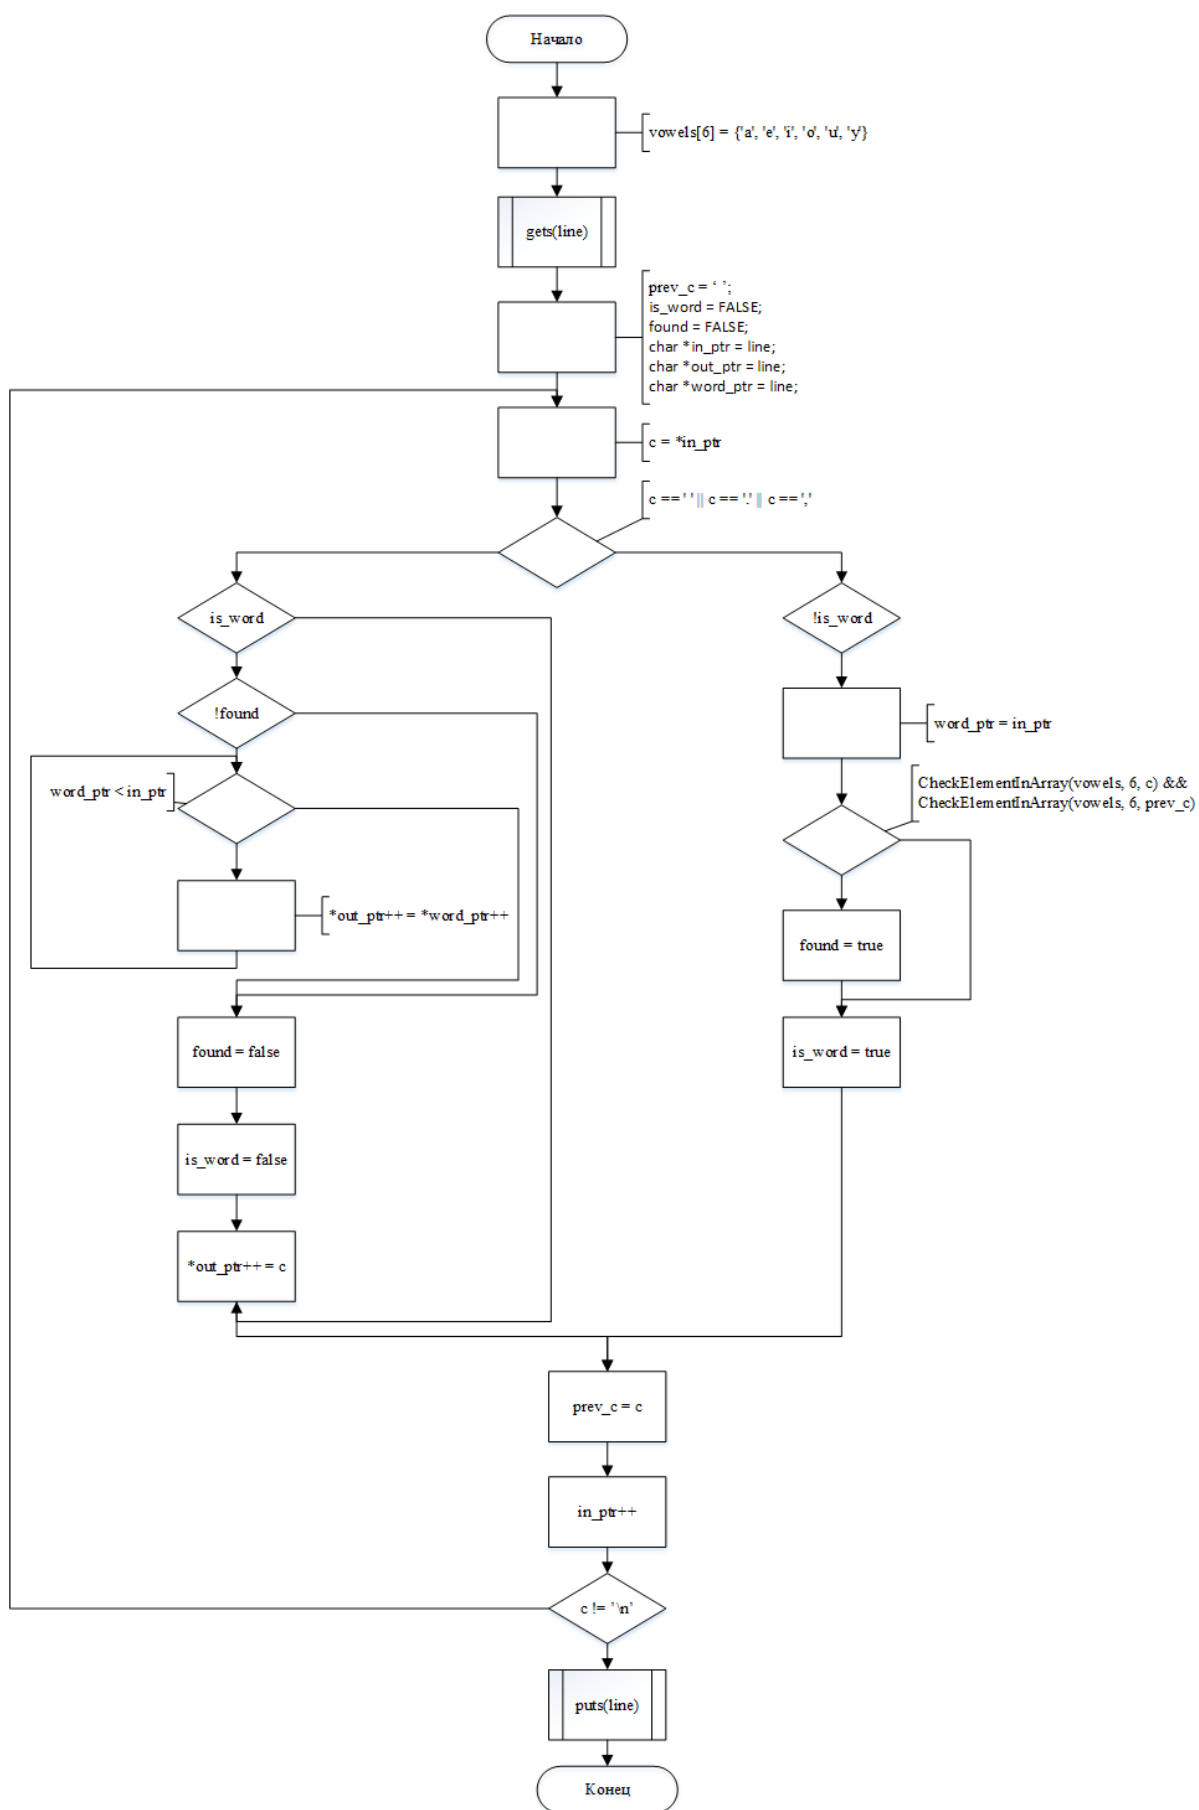 Начало
vowels[6] = {'a', 'e', 'i', 'o', 'u', 'y'}
gets(line)
prev_c = ‘ ’;
is_word = FALSE;
found = FALSE;
char *in_ptr = line;
char *out_ptr = line;
char *word_ptr = line;
c = *in_ptr
c == ' ' || c == '.' || c == ','
is_word
!is_word
!found
word_ptr = in_ptr
word_ptr < in_ptr
CheckElementInArray(vowels, 6, c) &&
CheckElementInArray(vowels, 6, prev_c)
*out_ptr++ = *word_ptr++
found = true
found = false
is_word = true
is_word = false
*out_ptr++ = c
prev_c = c
in_ptr++
c != ’\n’
puts(line)
Конец